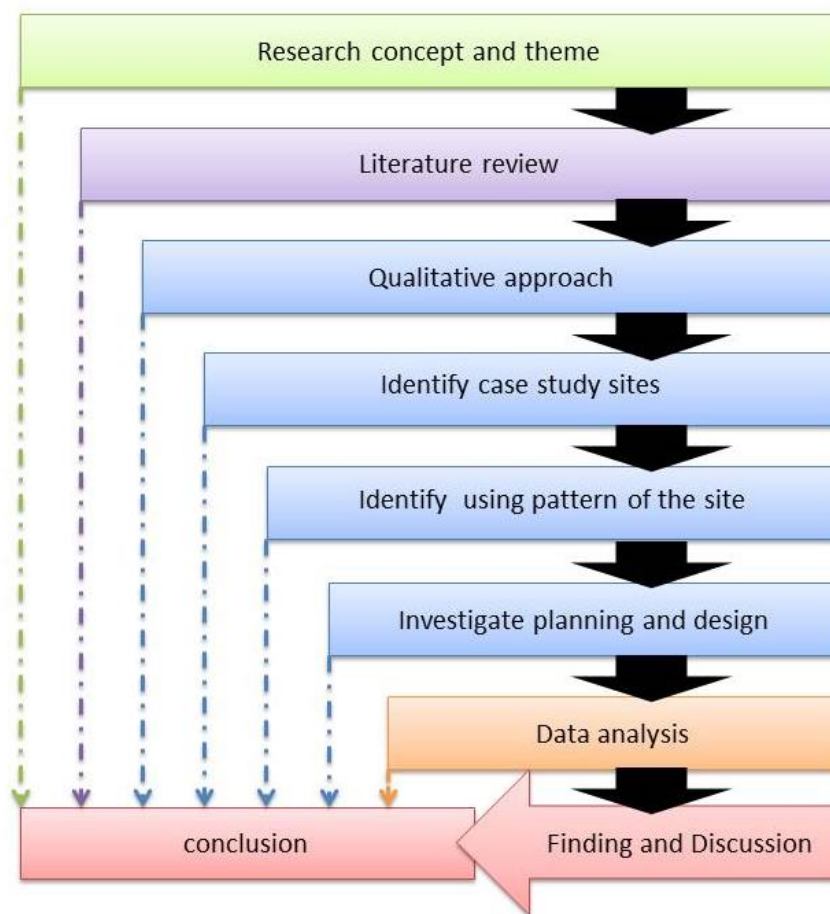 Research concept and theme
Literature review
Qualitative approach
Identify case study sites
Identify using pattern of the site
Investigate planning and design
Data analysis
conclusion
Finding and Discussion